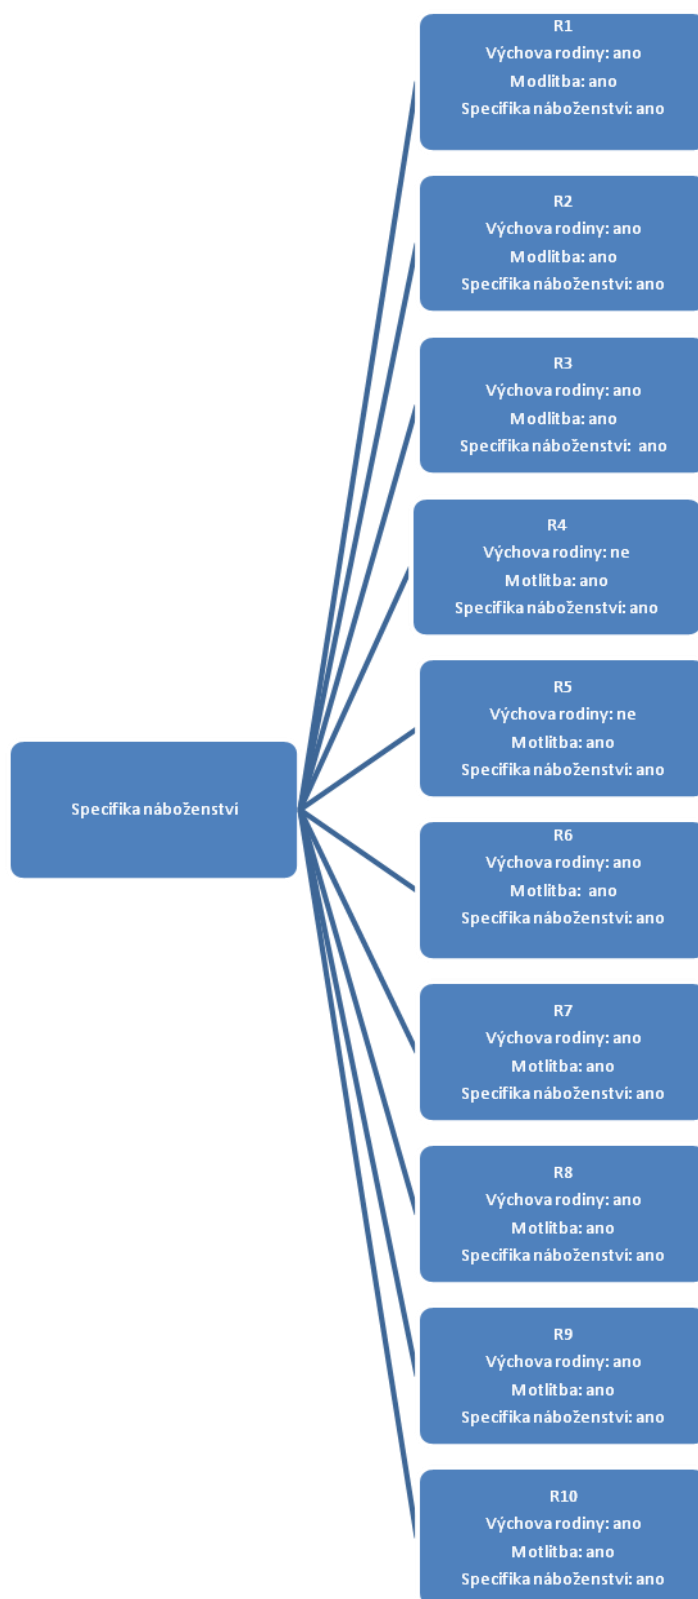 R1
Výchova rodiny: ano
Modlitba: ano
Specifika náboženství: ano
R2
Výchova rodiny: ano
Modlitba: ano
Specifika náboženství: ano
R3
Výchova rodiny: ano
Modlitba: ano
Specifika náboženství: ano
R4
Výchova rodiny: ne
Motlitba: ano
Specifika náboženství: ano
R5
Výchova rodiny: ne
Motlitba: ano
Specifika náboženství: ano
Specifika náboženství
R6
Výchova rodiny: ano
Motlitba: ano
Specifika náboženství: ano
R7
Výchova rodiny: ano
Motlitba: ano
Specifika náboženství: ano
R8
Výchova rodiny: ano
Motlitba: ano
Specifika náboženství: ano
R9
Výchova rodiny: ano
Motlitba: ano
Specifika náboženství: ano
R10
Výchova rodiny: ano
Motlitba: ano
Specifika náboženství: ano